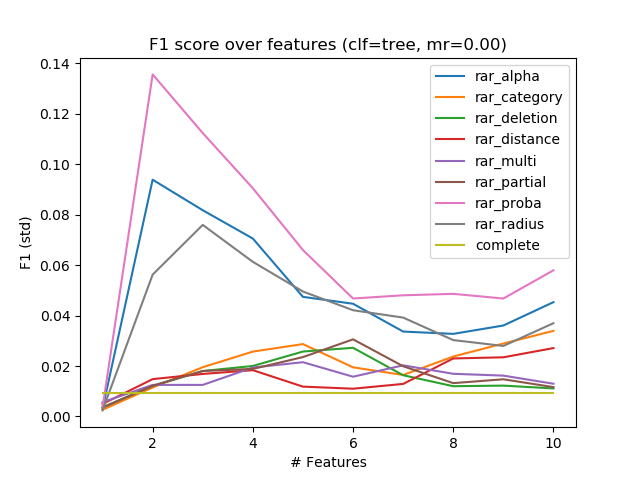 F1 score over features (clf=tree, mr=0.00)
0.14
0.12
0.10
0.08
0.06
0.04
0.02
0.00
F1 (std)
rar_alpha
rar_category
rar_deletion
rar_distance
rar_multi
rar_partial
rar_proba
rar_radius
complete
2 4 6 8 10
# Features